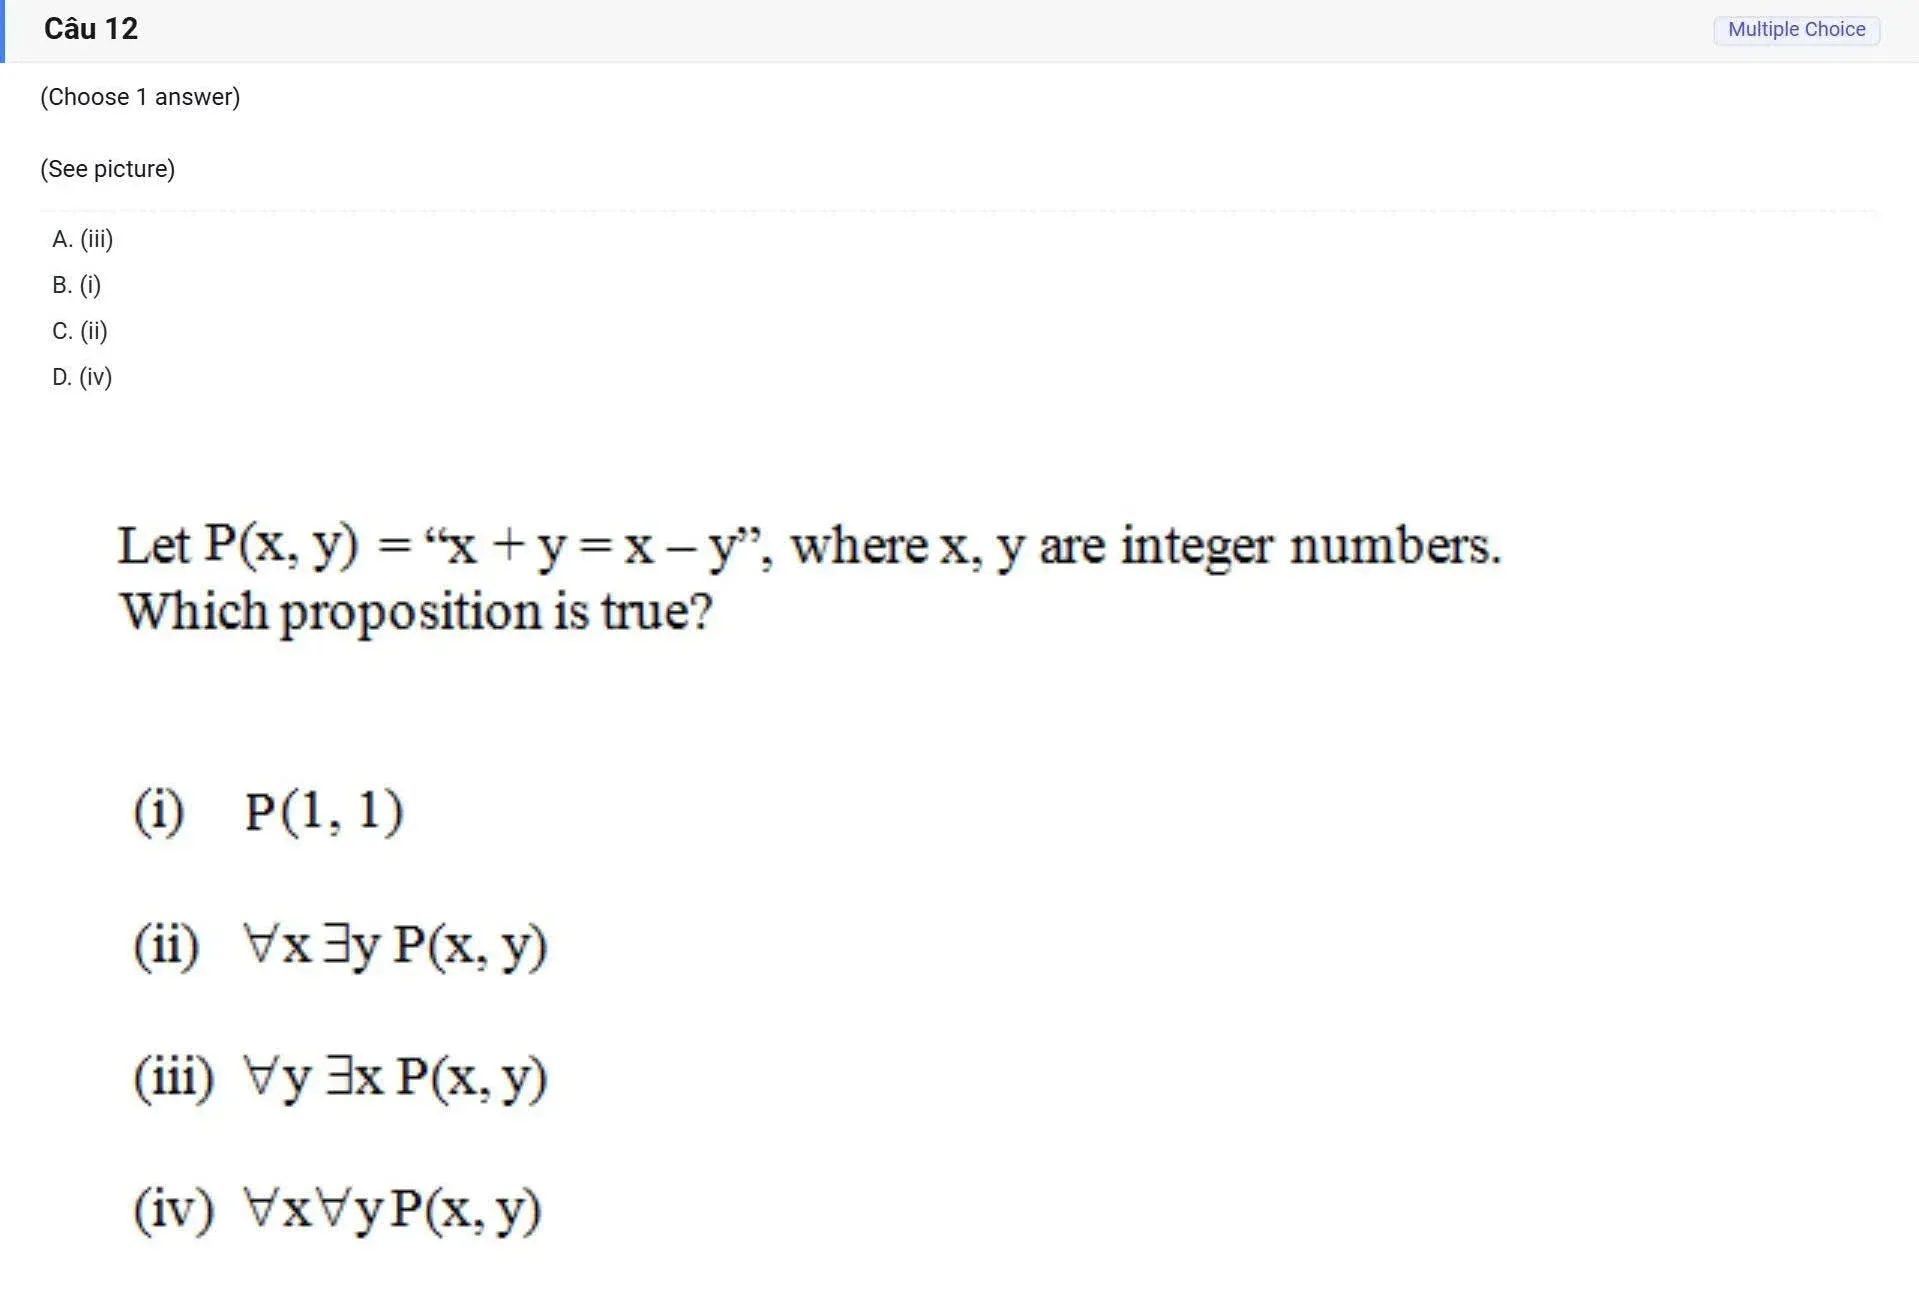 Câu 12
Multiple Choice
(Choose 1 answer)
(See picture)
A. (iii)
B. (i)
C. (ii)
D. (iv)
Let P(x, y) = “x + y = x – y”, where x, y are integer numbers.
Which proposition is true?
(i) P(1, 1)
(ii) ∀x ∃y P(x, y)
(iii) ∀y ∃x P(x, y)
(iv) ∀x∀y P(x, y)